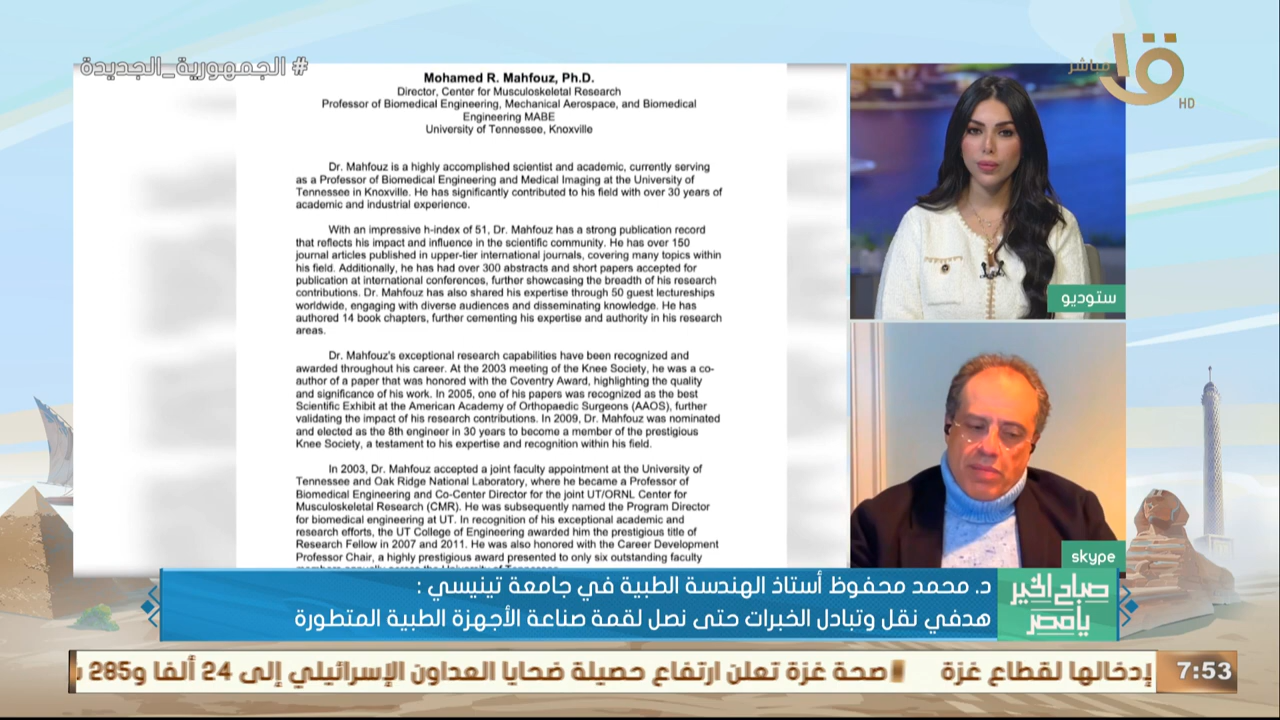 # الجمهورية_الجديدة
مباشر
HD
Mohamed R. Mahfouz, Ph.D.
Director, Center for Musculoskeletal Research
Professor of Biomedical Engineering, Mechanical Aerospace, and Biomedical
Engineering MABE
University of Tennessee, Knoxville
Dr. Mahfouz is a highly accomplished scientist and academic, currently serving
as a Professor of Biomedical Engineering and Medical Imaging at the University of
Tennessee in Knoxville. He has significantly contributed to his field with over 30 years of
academic and industrial experience.
With an impressive h-index of 51, Dr. Mahfouz has a strong publication record
that reflects his impact and influence in the scientific community. He has over 150
journal articles published in upper-tier international journals, covering many topics within
his field. Additionally, he has had over 300 abstracts and short papers accepted for
publication at international conferences, further showcasing the breadth of his research
contributions. Dr. Mahfouz has also shared his expertise through 50 guest lectureships
worldwide, engaging with diverse audiences and disseminating knowledge. He has
authored 14 book chapters, further cementing his expertise and authority in his research
areas.
Dr. Mahfouz's exceptional research capabilities have been recognized and
awarded throughout his career. At the 2003 meeting of the Knee Society, he was a co-
author of a paper that was honored with the Coventry Award, highlighting the quality
and significance of his work. In 2005, one of his papers was recognized as the best
Scientific Exhibit at the American Academy of Orthopaedic Surgeons (AAOS), further
validating the impact of his research contributions. In 2009, Dr. Mahfouz was nominated
and elected as the 8th engineer in 30 years to become a member of the prestigious
Knee Society, a testament to his expertise and recognition within his field.
In 2003, Dr. Mahfouz accepted a joint faculty appointment at the University of
Tennessee and Oak Ridge National Laboratory, where he became a Professor of
Biomedical Engineering and Co-Center Director for the joint UT/ORNL Center for
Musculoskeletal Research (CMR). He was subsequently named the Program Director
for biomedical engineering at UT. In recognition of his exceptional academic and
research efforts, the UT College of Engineering awarded him the prestigious title of
Research Fellow in 2007 and 2011. He was also honored with the Career Development
Professor Chair, a highly prestigious award presented to only six outstanding faculty
ستوديو
skype
صباح الخير
يا مصر
د. محمد محفوظ أستاذ الهندسة الطبية في جامعة تينيسي :
هدفي نقل وتبادل الخبرات حتى نصل لقمة صناعة الأجهزة الطبية المتطورة
إدخالها لقطاع غزة صحة غزة تعلن ارتفاع حصيلة ضحايا العدوان الإسرائيلي إلى 24 ألفا و285
7:53